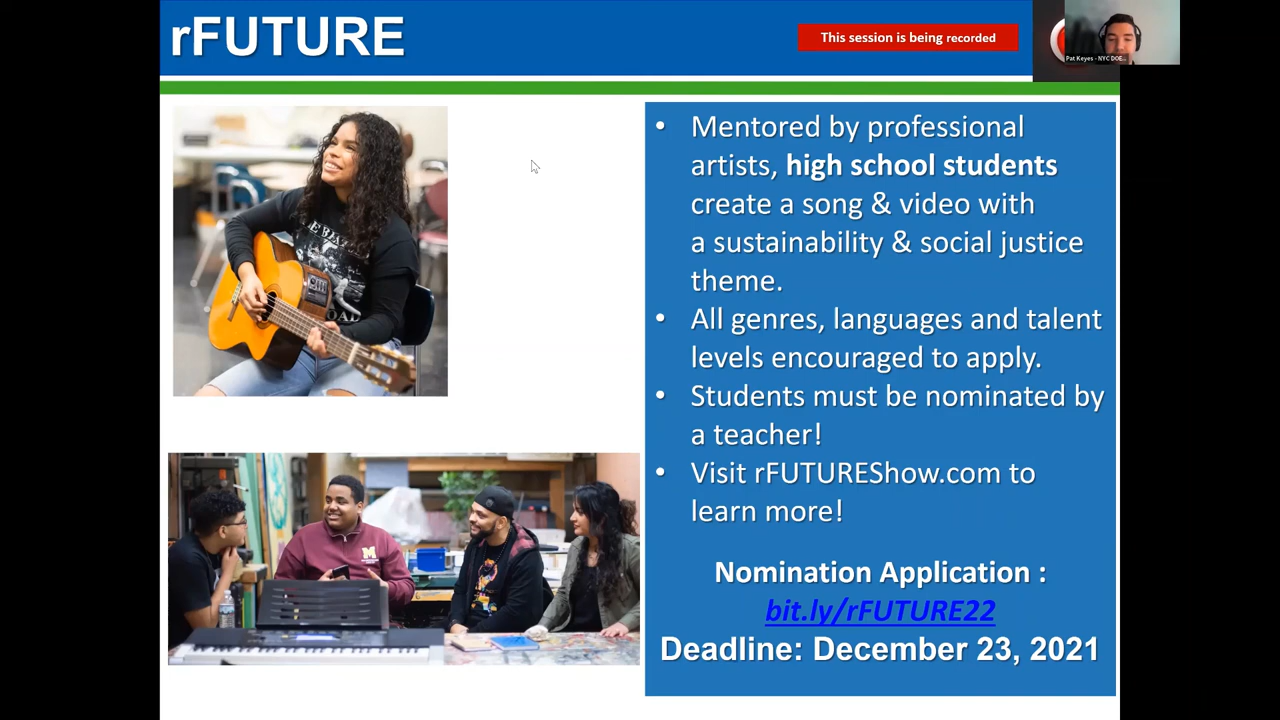 rFUTURE
This session is being recorded
Pat Keyes - NYC DOE...
• Mentored by professional
artists, high school students
create a song & video with
a sustainability & social justice
theme.
• All genres, languages and talent
levels encouraged to apply.
• Students must be nominated by
a teacher!
• Visit rFUTUREShow.com to
learn more!
Nomination Application :
bit.ly/rFUTURE22
Deadline: December 23, 2021